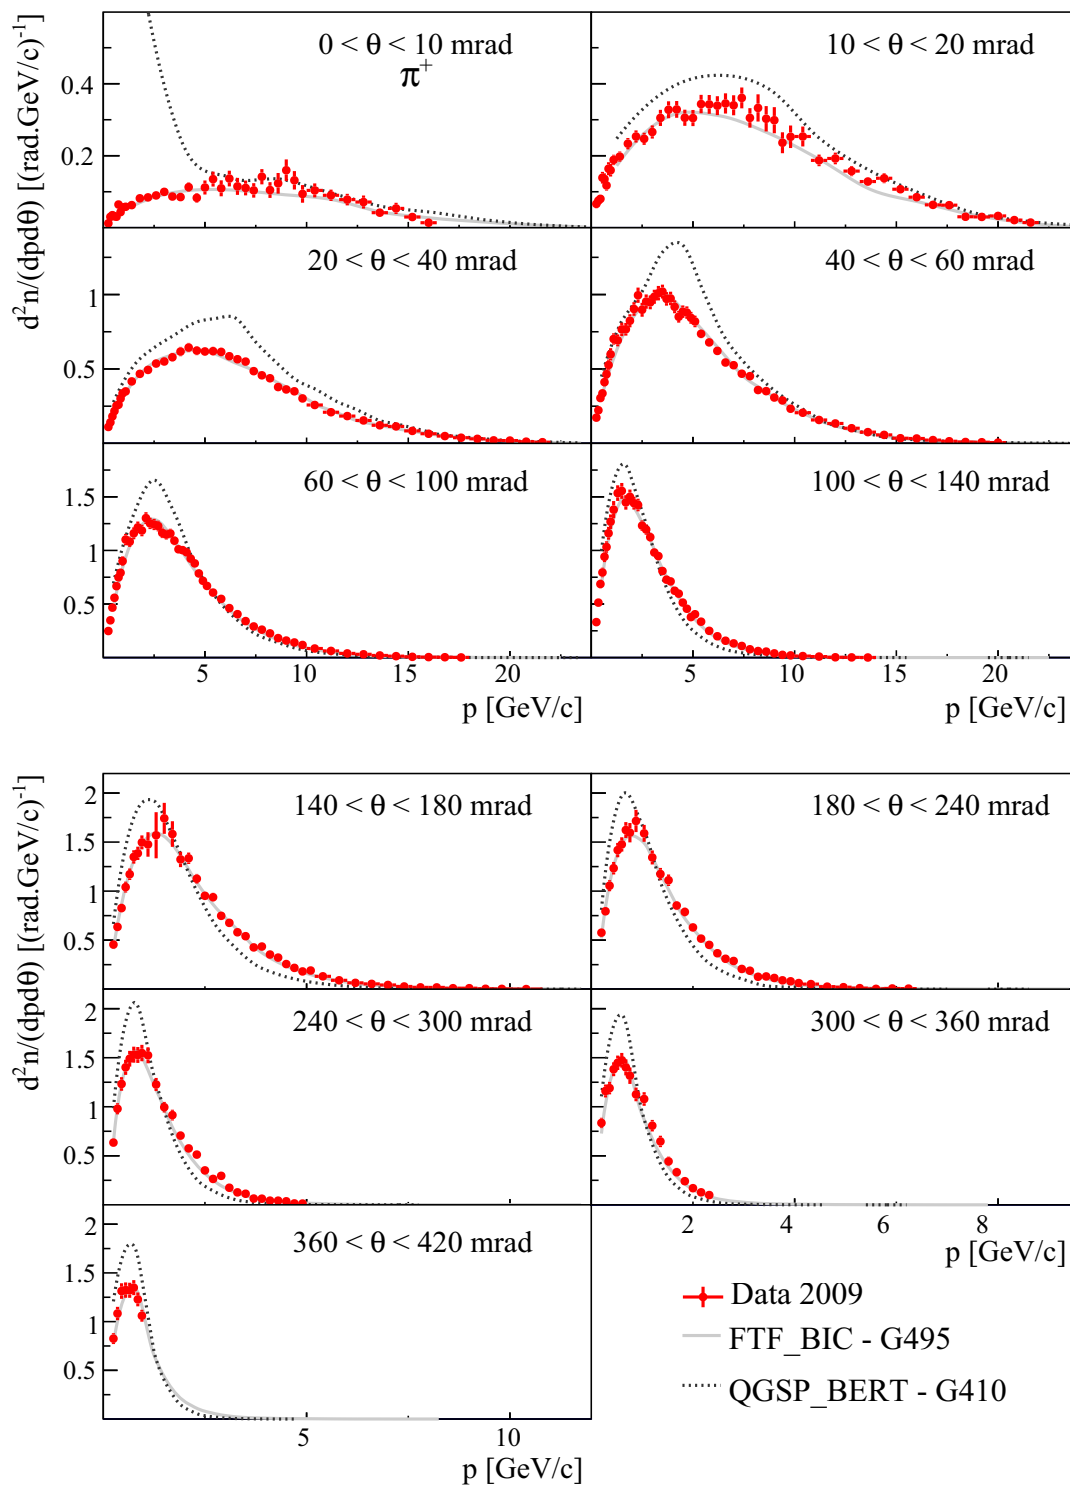 0 < θ < 10 mrad
π⁺
10 < θ < 20 mrad
d²n/(dpdθ) [(rad.GeV/c)⁻¹]
0.4
0.2
20 < θ < 40 mrad
40 < θ < 60 mrad
1
0.5
60 < θ < 100 mrad
100 < θ < 140 mrad
1.5
1
0.5
5 10 15 20
5 10 15 20
p [GeV/c]
p [GeV/c]
d²n/(dpdθ) [(rad.GeV/c)⁻¹]
140 < θ < 180 mrad
180 < θ < 240 mrad
2
1.5
1
0.5
240 < θ < 300 mrad
300 < θ < 360 mrad
2
1.5
1
0.5
2 4 6 8
p [GeV/c]
360 < θ < 420 mrad
2
1.5
1
0.5
5 10
p [GeV/c]
Data 2009
FTF_BIC - G495
QGSP_BERT - G410